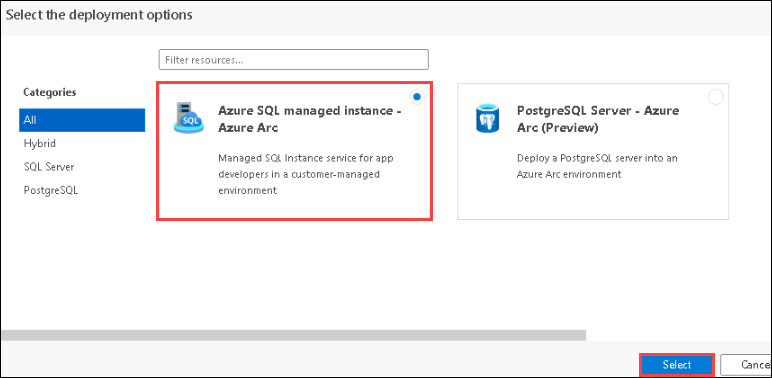 Select the deployment options
Filter resources...
Categories
All
Hybrid
SQL Server
PostgreSQL
SQL
Azure SQL managed instance -
Azure Arc
Managed SQL Instance service for app
developers in a customer-managed
environment
PostgreSQL Server - Azure
Arc (Preview)
Deploy a PostgreSQL server into an
Azure Arc environment
Select
Cance